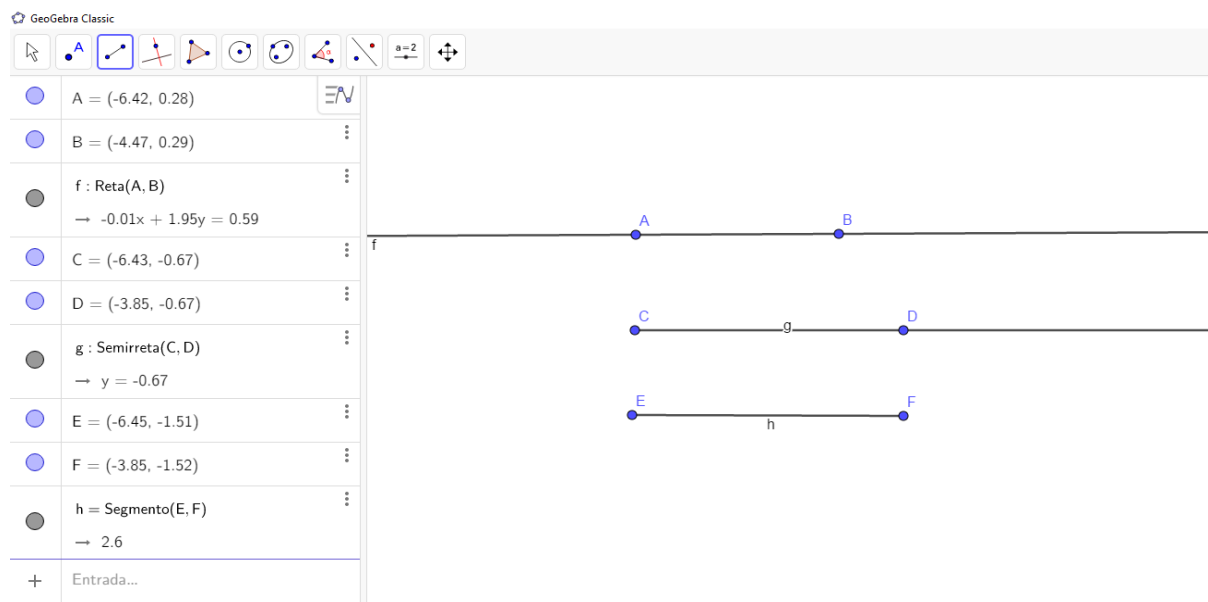 GeoGebra Classic
A
α
a=2
A = (-6.42, 0.28)
B = (-4.47, 0.29)
f : Reta(A, B)
→ -0.01x + 1.95y = 0.59
C = (-6.43, -0.67)
D = (-3.85, -0.67)
g : Semirreta(C, D)
→ y = -0.67
E = (-6.45, -1.51)
F = (-3.85, -1.52)
h = Segmento(E, F)
→ 2.6
+ Entrada...
A B
f
C g D
E F
h